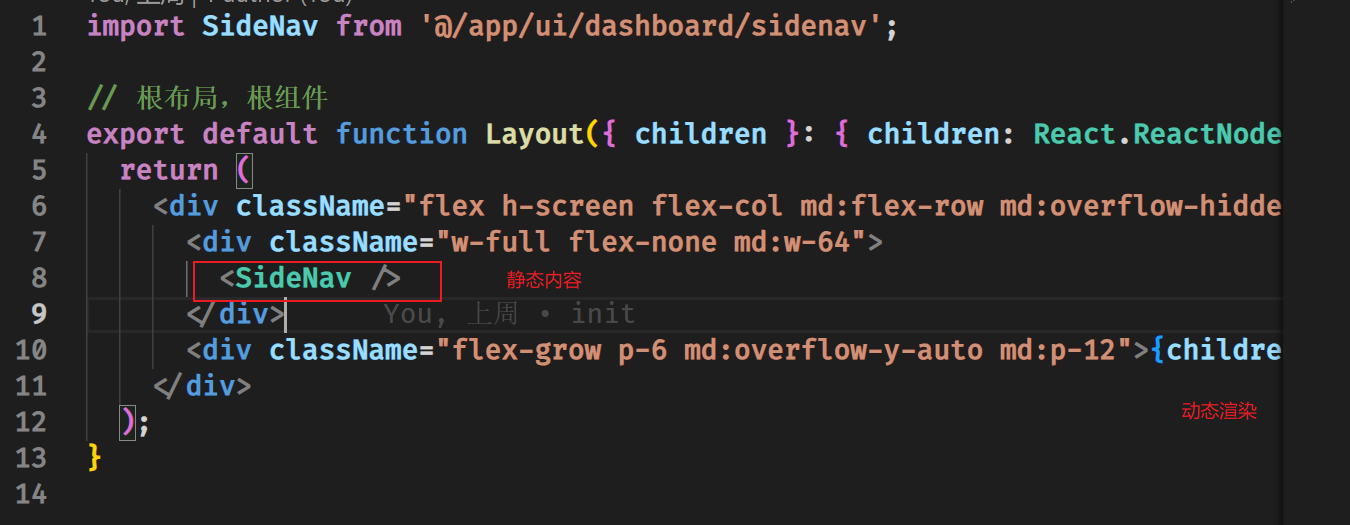 You, 上周 | 1 author (You)
1 import SideNav from '@/app/ui/dashboard/sidenav';
2
3 // 根布局，根组件
4 export default function Layout({ children }: { children: React.ReactNode
5 return (
6 <div className="flex h-screen flex-col md:flex-row md:overflow-hidde
7 <div className="w-full flex-none md:w-64">
8 <SideNav /> 静态内容
9 </div> You, 上周 • init
10 <div className="flex-grow p-6 md:overflow-y-auto md:p-12">{childre
11 </div>
动态渲染
12 );
13 }
14